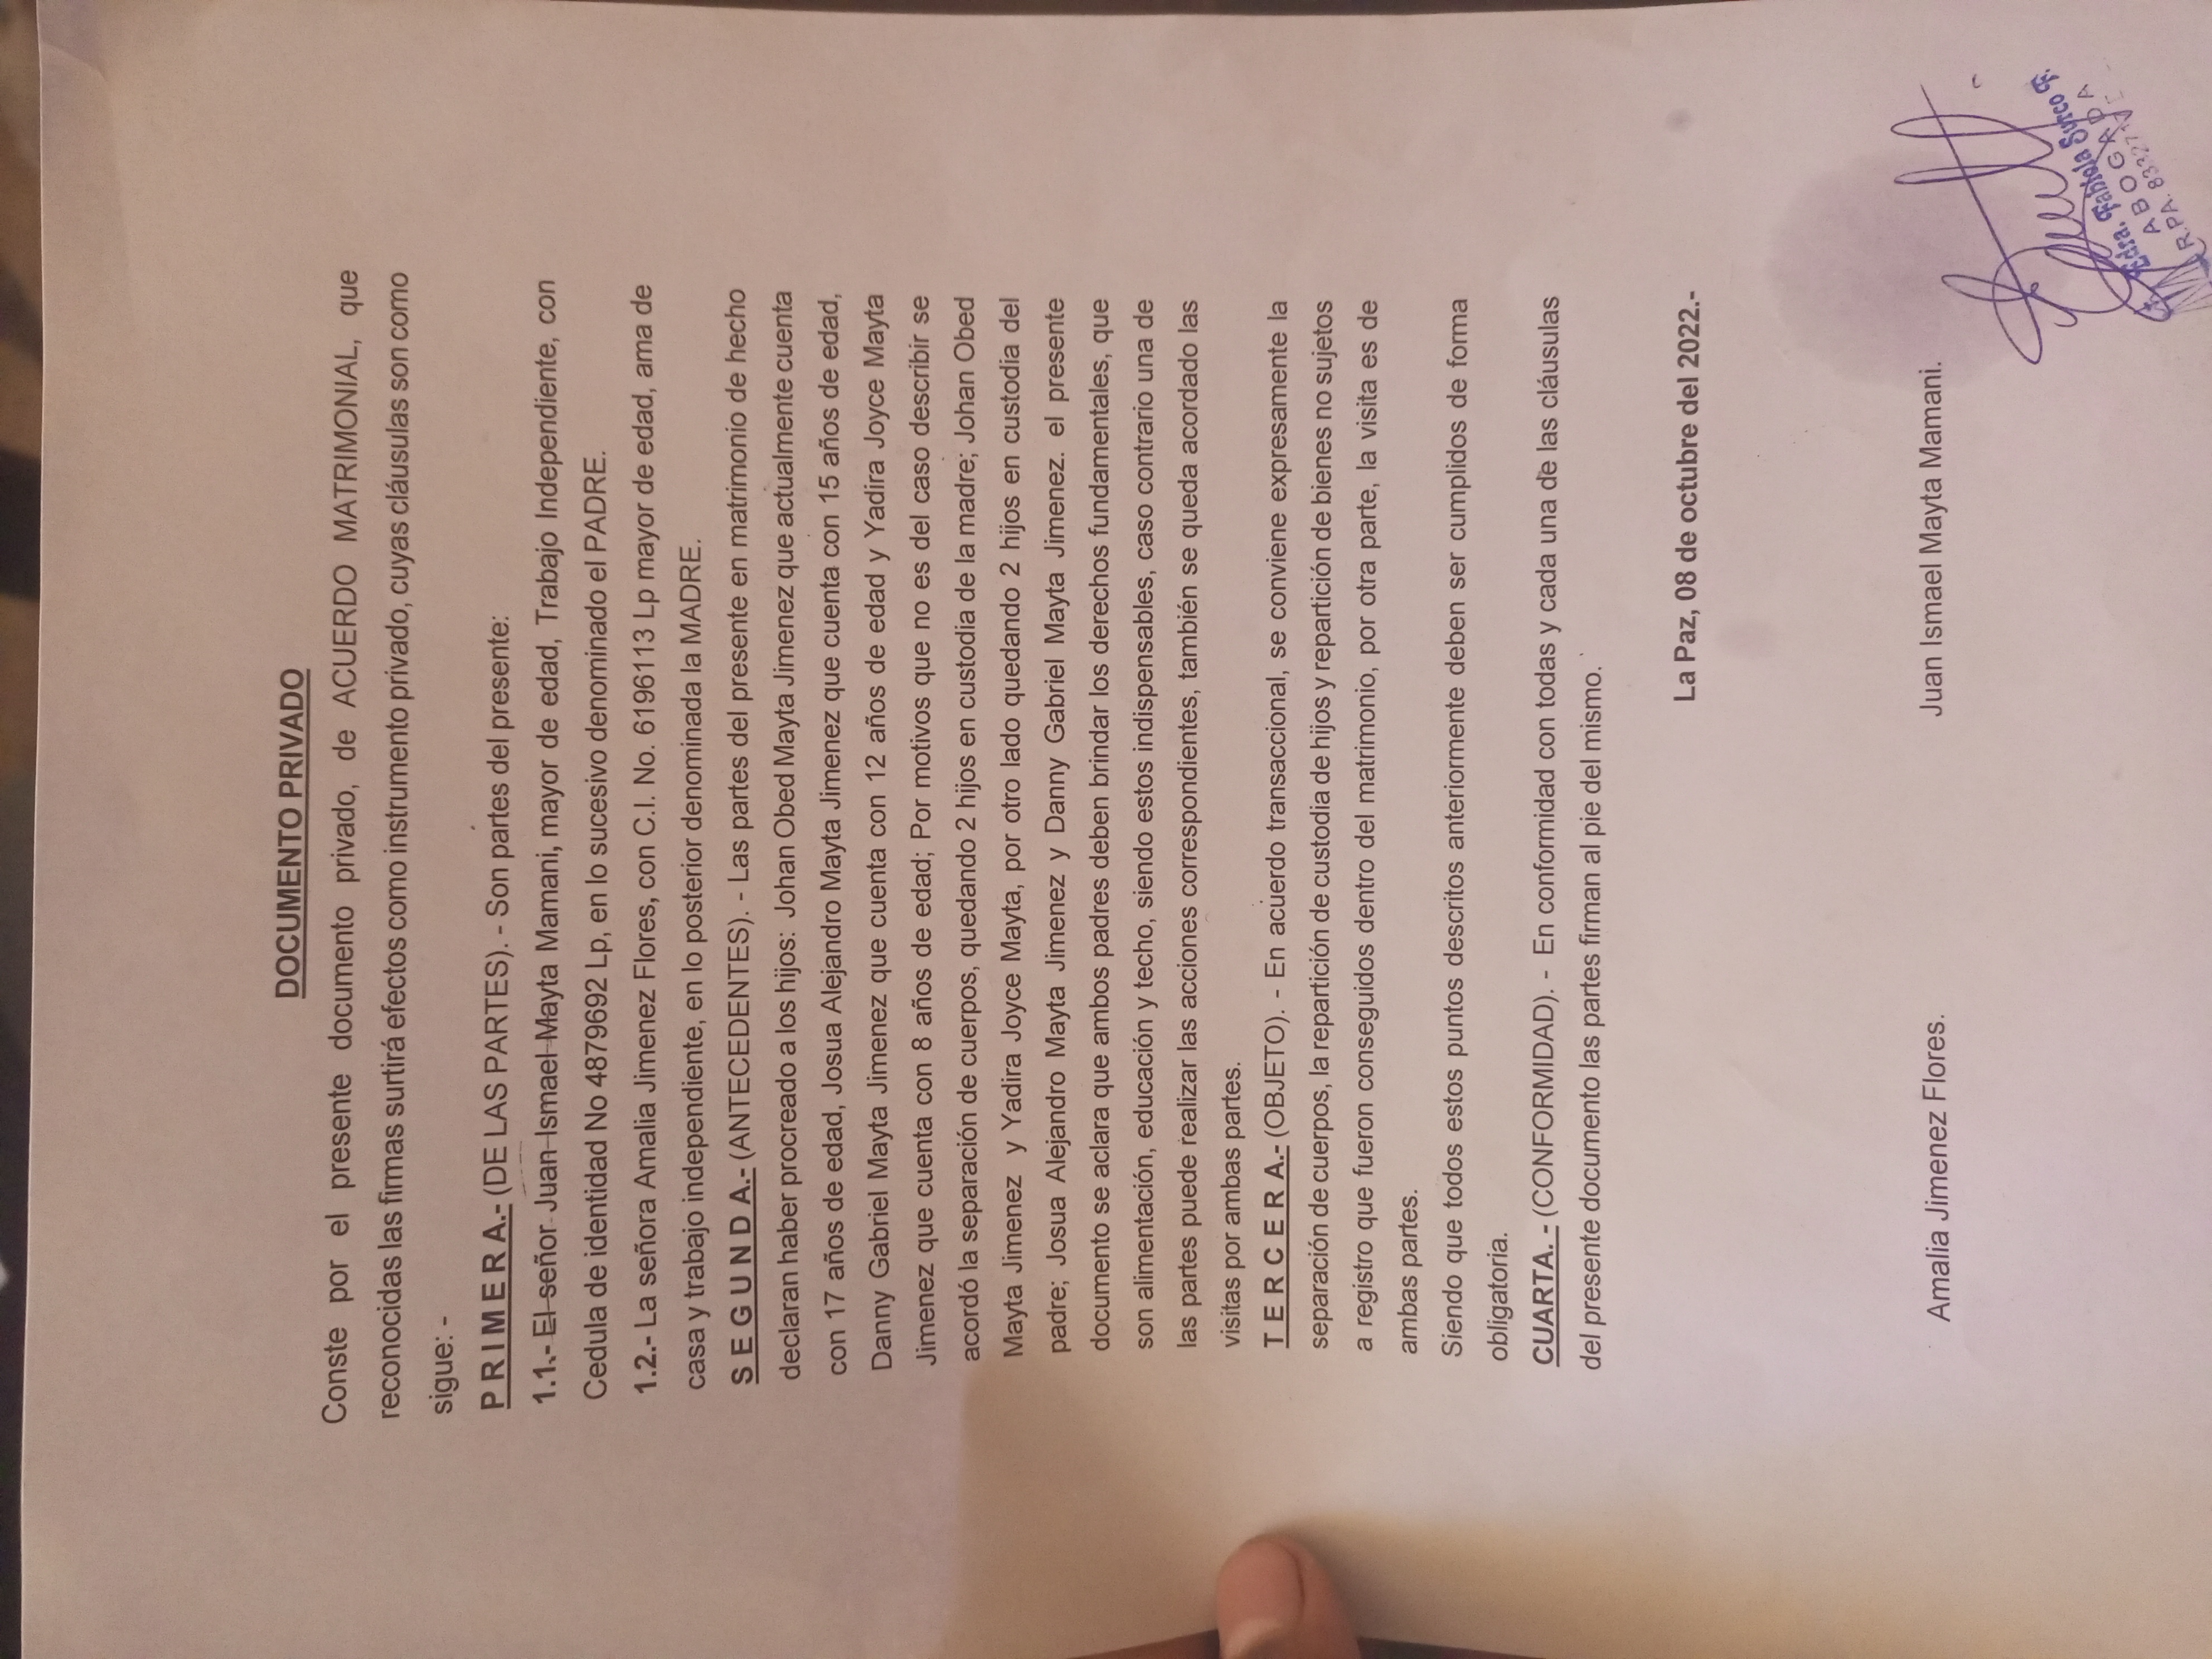 DOCUMENTO PRIVADO
Conste por el presente documento privado, de ACUERDO MATRIMONIAL, que
reconocidas las firmas surtirá efectos como instrumento privado, cuyas cláusulas son como
sigue: -
P R I M E R A.- (DE LAS PARTES). - Son partes del presente:
1.1.- El señor Juan Ismael Mayta Mamani, mayor de edad, Trabajo Independiente, con
Cedula de identidad No 4879692 Lp, en lo sucesivo denominado el PADRE.
1.2.- La señora Amalia Jimenez Flores, con C.I. No. 6196113 Lp mayor de edad, ama de
casa y trabajo independiente, en lo posterior denominada la MADRE.
S E G U N D A.- (ANTECEDENTES). - Las partes del presente en matrimonio de hecho
declaran haber procreado a los hijos: Johan Obed Mayta Jimenez que actualmente cuenta
con 17 años de edad, Josua Alejandro Mayta Jimenez que cuenta con 15 años de edad,
Danny Gabriel Mayta Jimenez que cuenta con 12 años de edad y Yadira Joyce Mayta
Jimenez que cuenta con 8 años de edad; Por motivos que no es del caso describir se
acordó la separación de cuerpos, quedando 2 hijos en custodia de la madre; Johan Obed
Mayta Jimenez y Yadira Joyce Mayta, por otro lado quedando 2 hijos en custodia del
padre; Josua Alejandro Mayta Jimenez y Danny Gabriel Mayta Jimenez. el presente
documento se aclara que ambos padres deben brindar los derechos fundamentales, que
son alimentación, educación y techo, siendo estos indispensables, caso contrario una de
las partes puede realizar las acciones correspondientes, también se queda acordado las
visitas por ambas partes.
T E R C E R A.- (OBJETO). - En acuerdo transaccional, se conviene expresamente la
separación de cuerpos, la repartición de custodia de hijos y repartición de bienes no sujetos
a registro que fueron conseguidos dentro del matrimonio, por otra parte, la visita es de
ambas partes.
Siendo que todos estos puntos descritos anteriormente deben ser cumplidos de forma
obligatoria.
CUARTA. - (CONFORMIDAD). - En conformidad con todas y cada una de las cláusulas
del presente documento las partes firman al pie del mismo.
La Paz, 08 de octubre del 2022.-
Amalia Jimenez Flores. Juan Ismael Mayta Mamani.
Fabiola Surco
ABOGADA